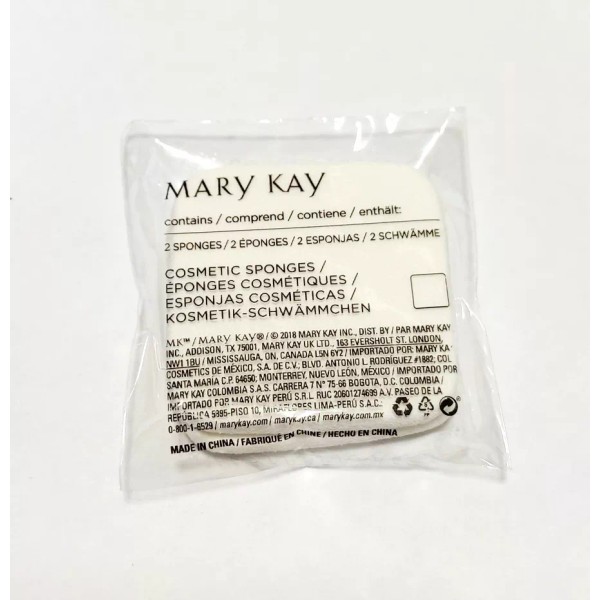 MARY KAY
contains / comprend / contiene / enthält:
2 SPONGES / 2 ÉPONGES / 2 ESPONJAS / 2 SCHWÄMME
COSMETIC SPONGES /
ÉPONGES COSMÉTIQUES /
ESPONJAS COSMÉTICAS /
KOSMETIK-SCHWÄMMCHEN
MK™ / MARY KAY® / © 2018 MARY KAY INC., DIST. BY / PAR MARY KAY
INC., ADDISON, TX 75001, MARY KAY UK LTD., 163 EVERSHOLT ST. LONDON,
NW1 1BU / MISSISSAUGA, ON, CANADA L5N 6Y2 / IMPORTADO POR: MARY KAY
COSMETICS DE MÉXICO, S.A. DE C.V.; BLVD. ANTONIO L. RODRÍGUEZ #1882; COL.
SANTA MARÍA C.P. 64650; MONTERREY, NUEVO LEÓN, MÉXICO / IMPORTADO POR
MARY KAY COLOMBIA S.A.S. CARRERA 7 N° 75-66 BOGOTA, D.C. COLOMBIA /
IMPORTADO POR MARY KAY PERÚ S.R.L. RUC 20601274699 A.V. PASEO DE LA
REPÚBLICA 5895-PISO 10, MIRAFLORES LIMA-PERÚ S.A.C.:
0-800-1-8529 / marykay.com / marykay.ca / marykay.com.mx
MADE IN CHINA / FABRIQUÉ EN CHINE / HECHO EN CHINA